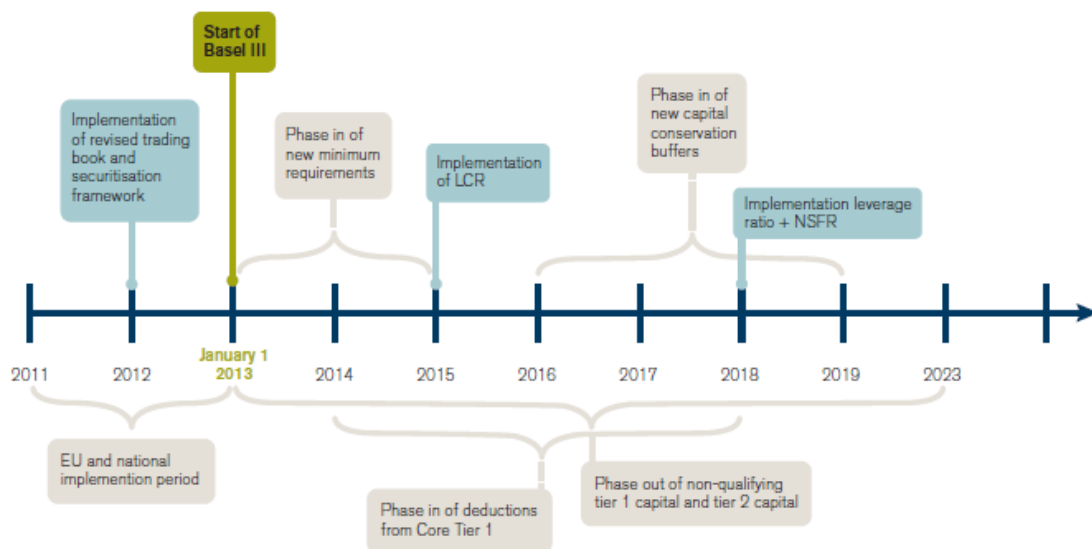 Start of
Basel III
Implementation
of revised trading
book and
securitisation
framework
Phase in of
new minimum
requirements
Implementation
of LCR
Phase in of
new capital
conservation
buffers
Implementation leverage
ratio + NSFR
2011
2012
January 1
2013
2014
2015
2016
2017
2018
2019
2023
EU and national
implemention period
Phase in of deductions
from Core Tier 1
Phase out of non-qualifying
tier 1 capital and tier 2 capital